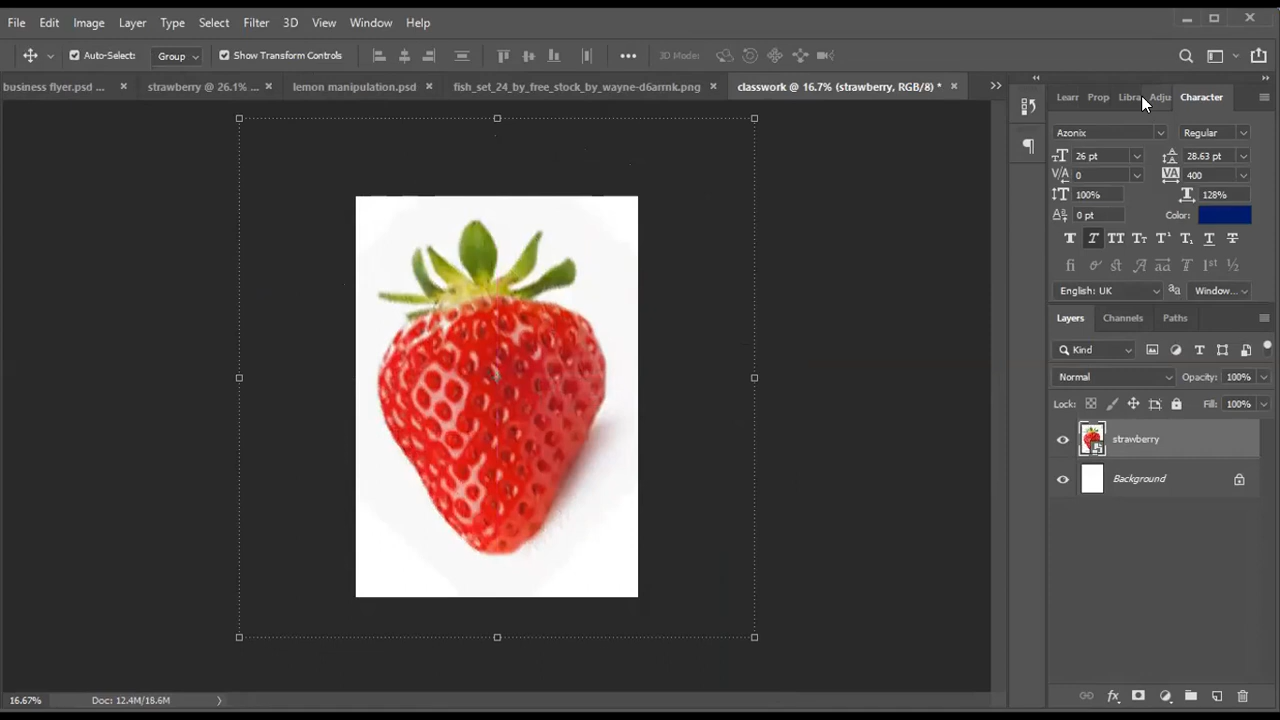 File Edit Image Layer Type Select Filter 3D View Window Help
Auto-Select: Group Show Transform Controls 3D Mode:
business flyer.psd ... × strawberry @ 26.1% ... × lemon manipulation.psd × fish_set_24_by_free_stock_by_wayne-d6arrnk.png × classwork @ 16.7% (strawberry, RGB/8) * ×
Learr Prop Libra Adju Character
Azonix Regular
26 pt 28.63 pt
0 400
100% 128%
0 pt Color:
English: UK Window...
Layers Channels Paths
Kind
Normal Opacity: 100%
Lock: Fill: 100%
strawberry
Background
16.67% Doc: 12.4M/18.6M